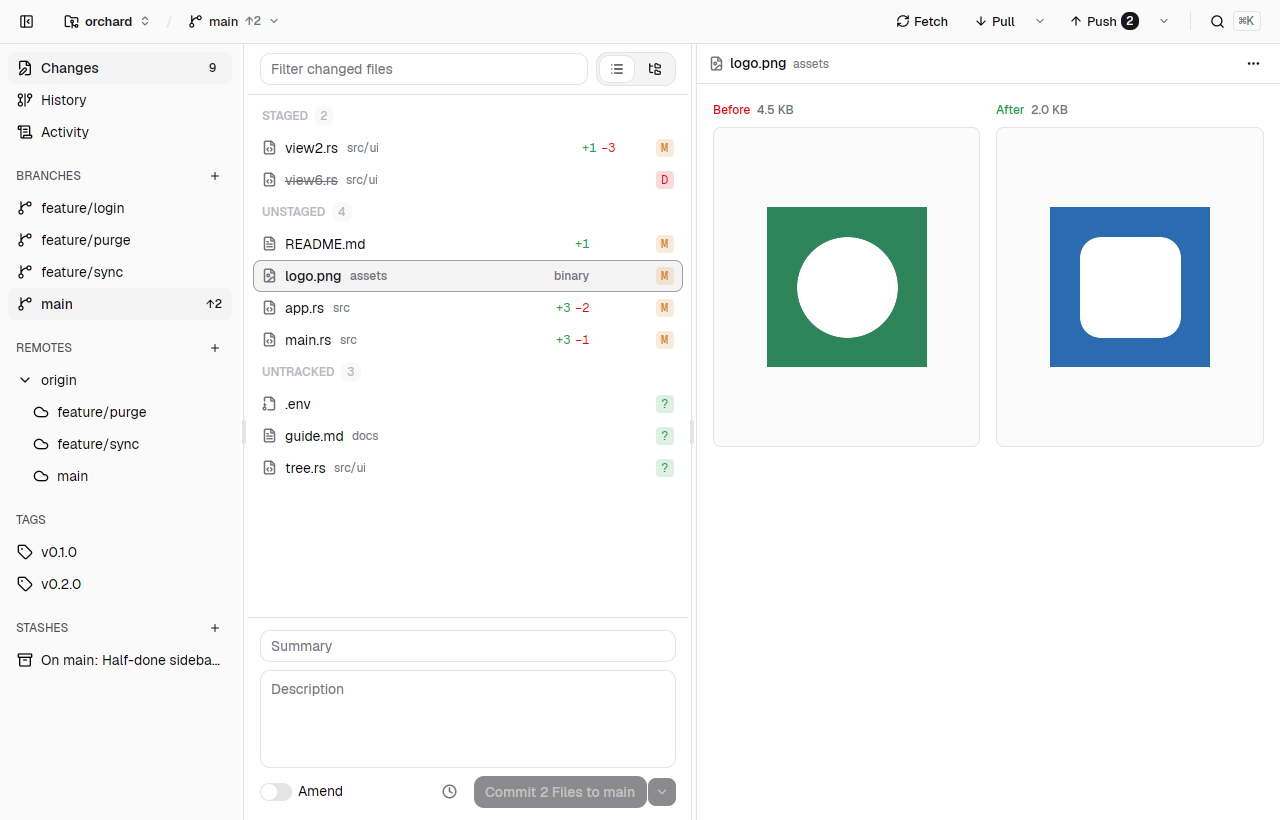 orchard / main ↑2 Fetch Pull Push 2 ⌘K
Changes 9
History
Activity
BRANCHES
feature/login
feature/purge
feature/sync
main ↑2
REMOTES
origin
feature/purge
feature/sync
main
TAGS
v0.1.0
v0.2.0
STASHES
On main: Half-done sideba...
Filter changed files
STAGED 2
view2.rs src/ui +1 −3 M
view6.rs src/ui D
UNSTAGED 4
README.md +1 M
logo.png assets binary M
app.rs src +3 −2 M
main.rs src +3 −1 M
UNTRACKED 3
.env ?
guide.md docs ?
tree.rs src/ui ?
Summary
Description
Amend Commit 2 Files to main
logo.png assets
Before 4.5 KB After 2.0 KB